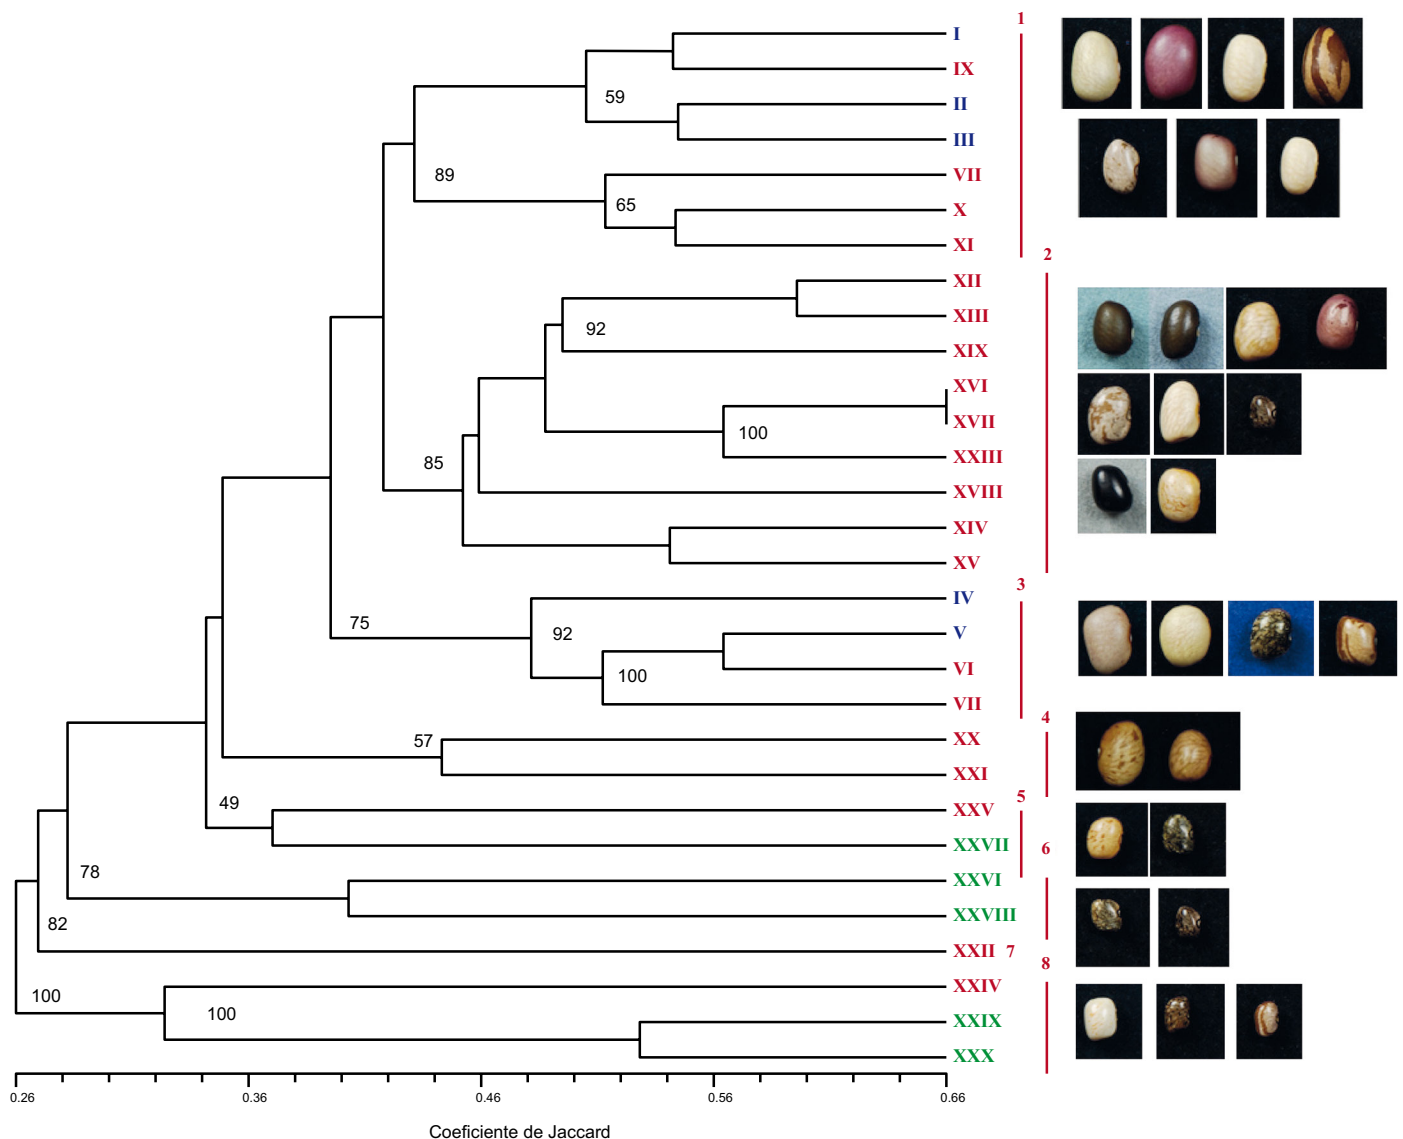 1
I
IX
59
II
III
89
VII
65
X
XI
2
XII
XIII
92
XIX
XVI
XVII
100
XXIII
85
XVIII
XIV
XV
3
IV
75
92
V
VI
100
VII
4
57
XX
XXI
5
49
XXV
XXVII
6
78
XXVI
XXVIII
82
XXII 7
8
100
XXIV
100
XXIX
XXX
0.26 0.36 0.46 0.56 0.66
Coeficiente de Jaccard